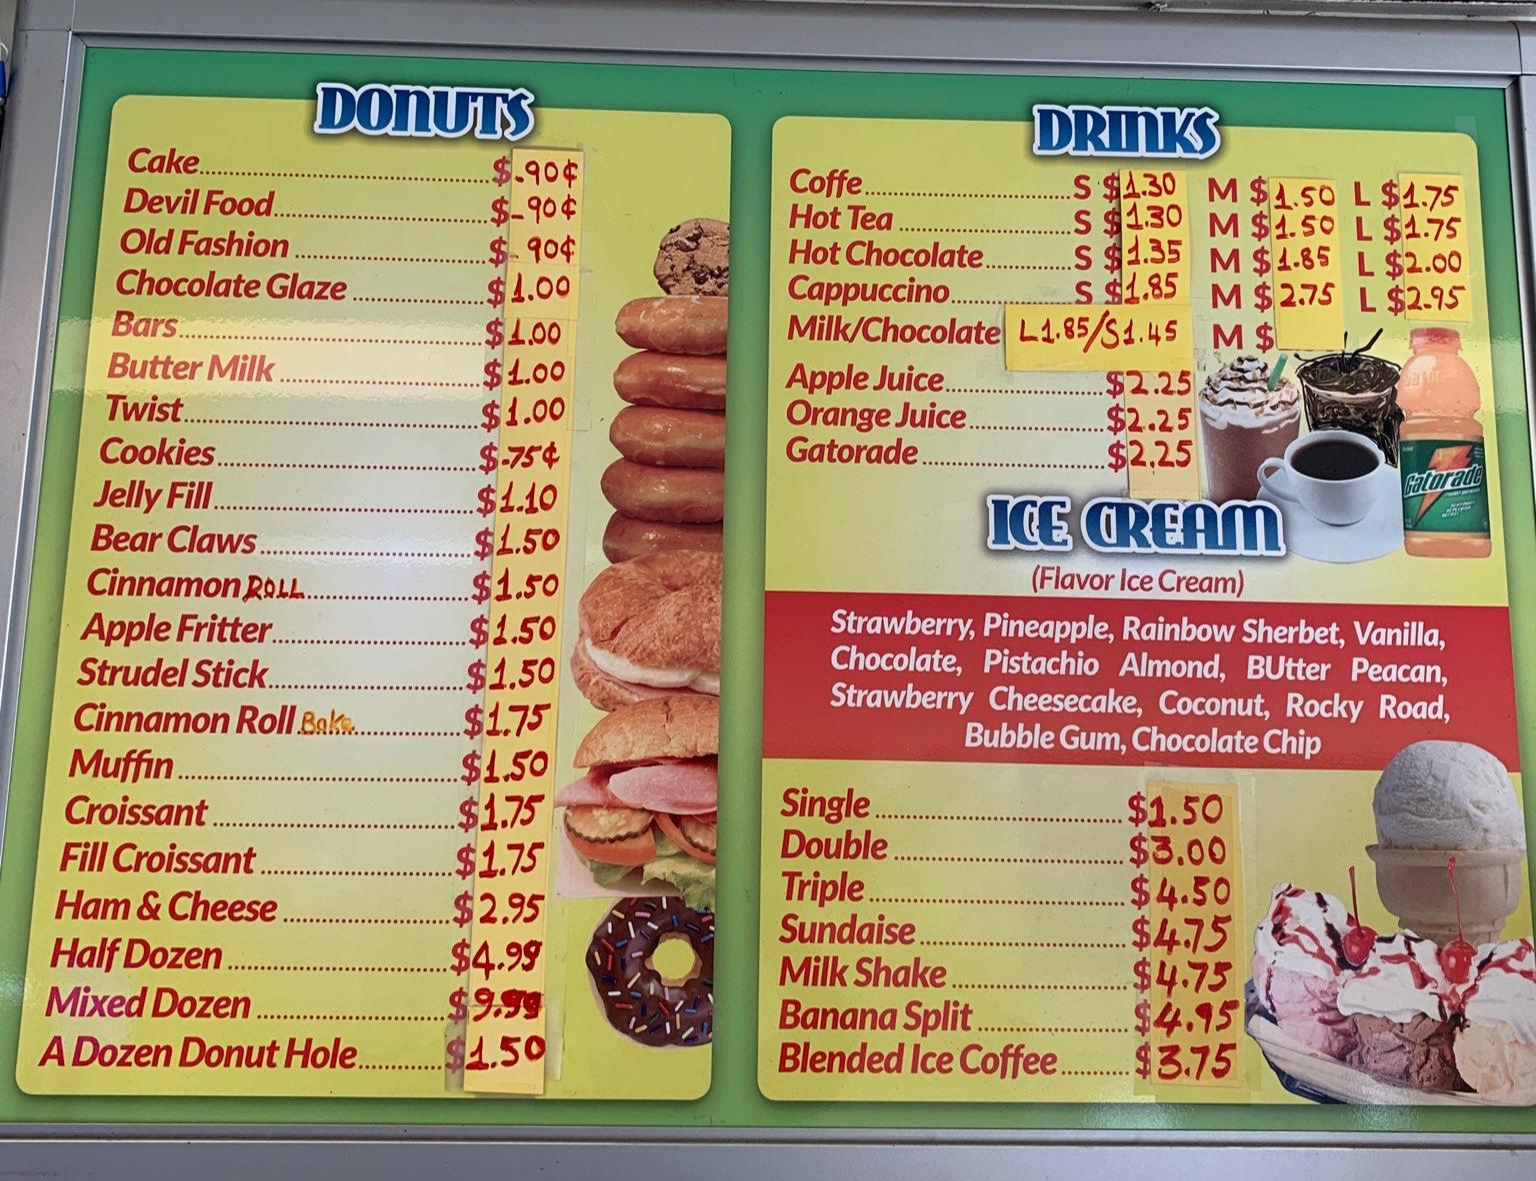 DONUTS
Cake $.90¢
Devil Food $.90¢
Old Fashion $.90¢
Chocolate Glaze $1.00
Bars $1.00
Butter Milk $1.00
Twist $1.00
Cookies $.75¢
Jelly Fill $1.10
Bear Claws $1.50
Cinnamon ROLL $1.50
Apple Fritter $1.50
Strudel Stick $1.50
Cinnamon Roll Bake $1.75
Muffin $1.50
Croissant $1.75
Fill Croissant $1.75
Ham & Cheese $2.95
Half Dozen $4.99
Mixed Dozen $9.99
A Dozen Donut Hole $1.50
DRINKS
Coffe S $1.30 M $1.50 L $1.75
Hot Tea S $1.30 M $1.50 L $1.75
Hot Chocolate S $1.35 M $1.85 L $2.00
Cappuccino S $1.85 M $2.75 L $2.95
Milk/Chocolate L1.85/S1.45 M $
Apple Juice $2.25
Orange Juice $2.25
Gatorade $2.25
Gatorade
ICE CREAM
(Flavor Ice Cream)
Strawberry, Pineapple, Rainbow Sherbet, Vanilla,
Chocolate, Pistachio Almond, BUtter Peacan,
Strawberry Cheesecake, Coconut, Rocky Road,
Bubble Gum, Chocolate Chip
Single $1.50
Double $3.00
Triple $4.50
Sundaise $4.75
Milk Shake $4.75
Banana Split $4.95
Blended Ice Coffee $3.75